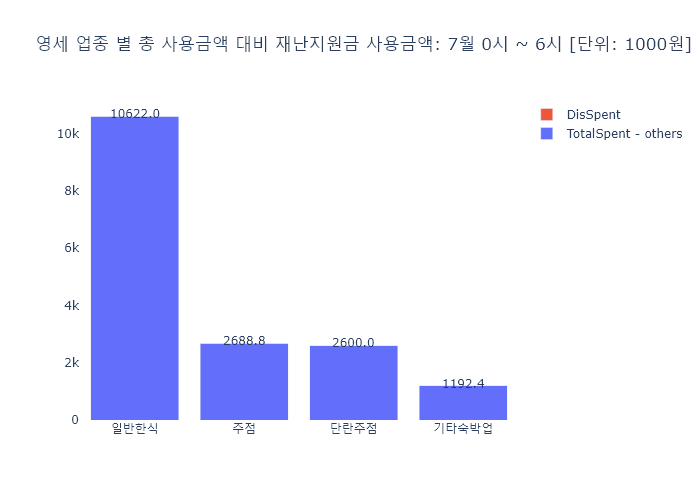 영세 업종 별 총 사용금액 대비 재난지원금 사용금액: 7월 0시 ~ 6시 [단위: 1000원]
DisSpent
TotalSpent - others
10k
8k
6k
4k
2k
0
10622.0
2688.8
2600.0
1192.4
일반한식
주점
단란주점
기타숙박업